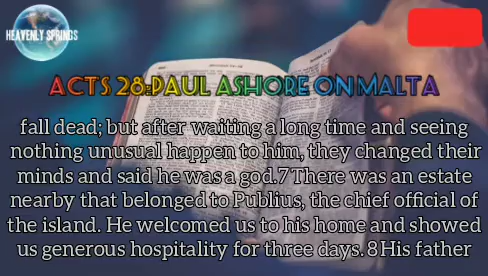 HEAVENLY SPRINGS
ACTS 28:PAUL ASHORE ON MALTA
fall dead; but after waiting a long time and seeing
nothing unusual happen to him, they changed their
minds and said he was a god.7 There was an estate
nearby that belonged to Publius, the chief official of
the island. He welcomed us to his home and showed
us generous hospitality for three days. 8 His father